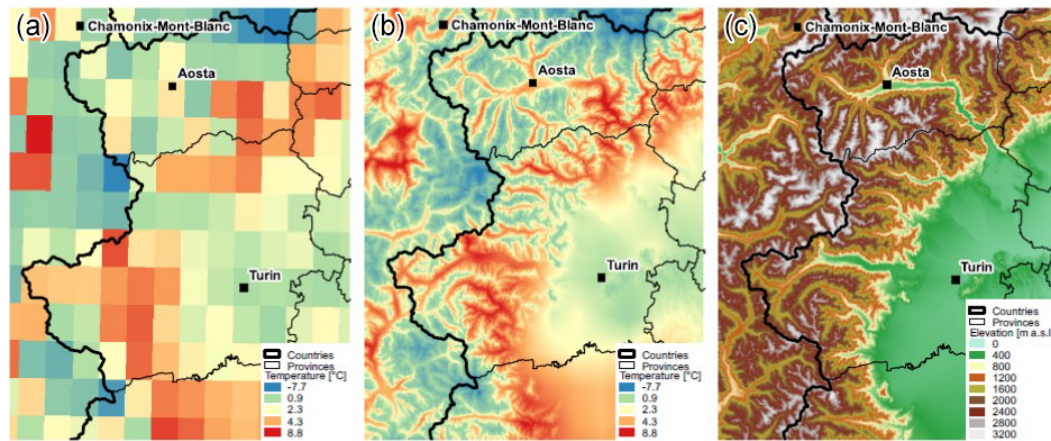 (a)
Chamonix-Mont-Blanc
Aosta
Turin
Countries
Provinces
Temperature [°C]
-7.7
0.9
2.3
4.3
8.8
(b)
Chamonix-Mont-Blanc
Aosta
Turin
Countries
Provinces
Temperature [°C]
-7.7
0.9
2.3
4.3
8.8
(c)
Chamonix-Mont-Blanc
Aosta
Turin
Countries
Provinces
Elevation [m a.s.l
0
400
800
1200
1600
2000
2400
2800
3200